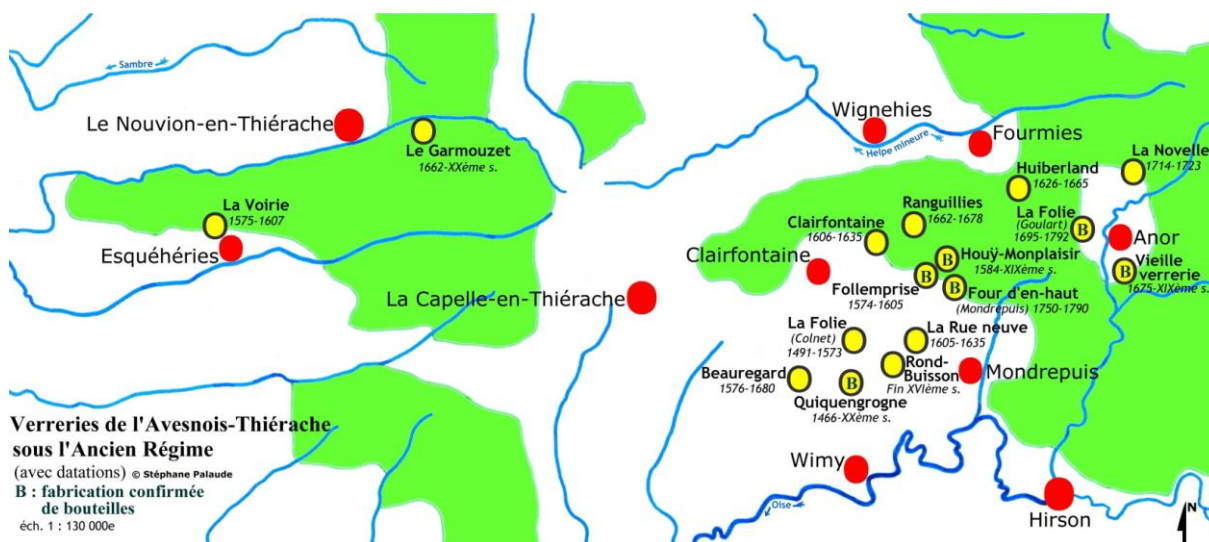 Sambre
Le Nouvion-en-Thiérache
Le Garmouzet
1662-XXème s.
La Voirie
1575-1607
Esquéhéries
La Capelle-en-Thiérache
Wignehies
Helpe mineure
Fourmies
La Novelle
1714-1723
Huiberland
1626-1665
Ranguillies
1662-1678
La Folie
(Goulart)
1695-1792
B
Anor
Clairfontaine
1606-1635
Clairfontaine
B
Houÿ-Monplaisir
1584-XIXème s.
B
Vieille
verrerie
1675-XIXème s.
Follemprise
1574-1605
B
B
Four d'en-haut
(Mondrepuis) 1750-1790
La Folie
(Colnet)
1491-1573
La Rue neuve
1605-1635
Beauregard
1576-1680
B
Quiquengrogne
1466-XXème s.
Rond-
Buisson
Fin XVIème s.
Mondrepuis
Wimy
Oise
Hirson
N
Verreries de l'Avesnois-Thiérache
sous l'Ancien Régime
(avec datations) © Stéphane Palaude
B : fabrication confirmée
de bouteilles
éch. 1 : 130 000e